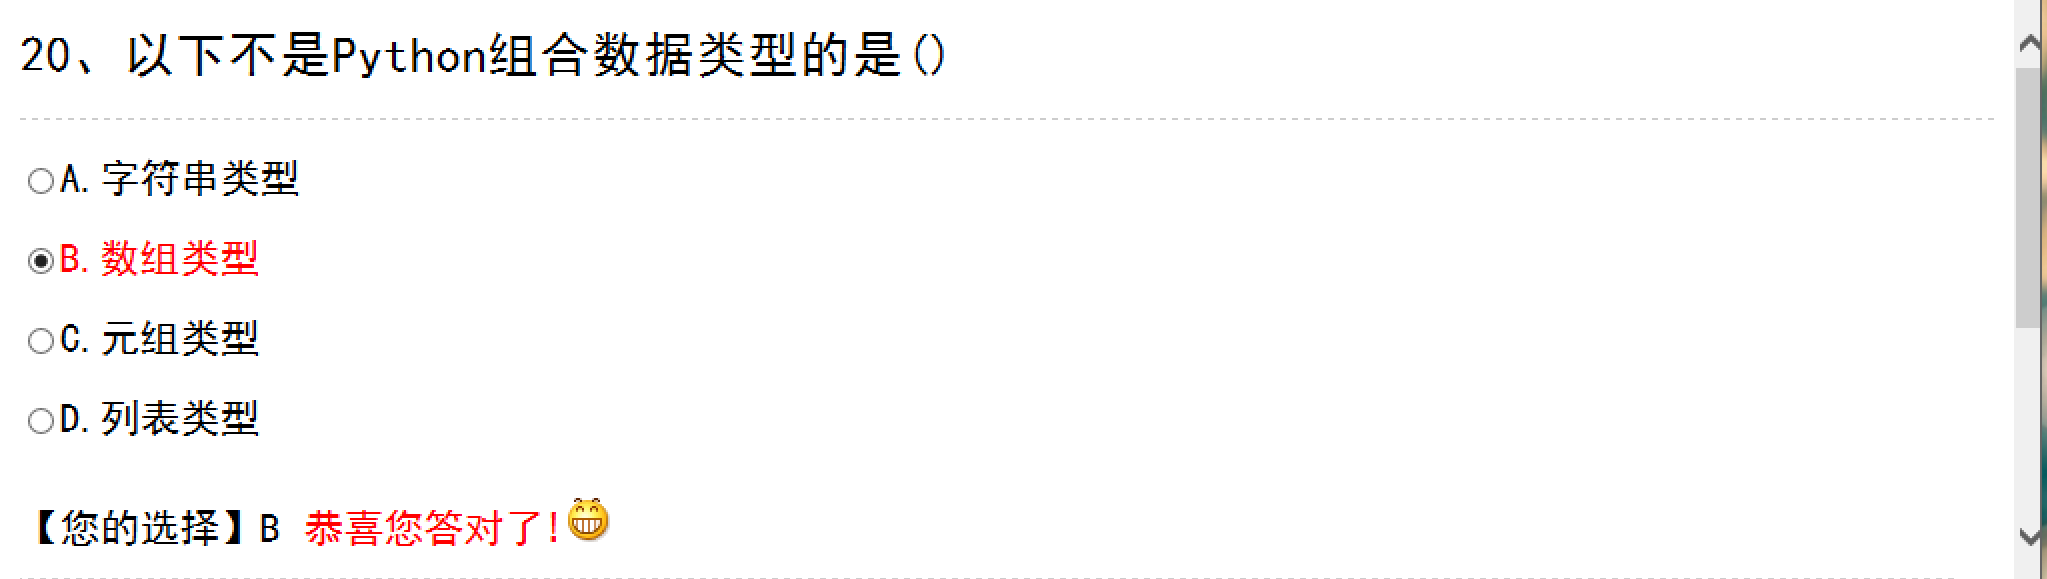 20、以下不是Python组合数据类型的是()
A. 字符串类型
B. 数组类型
C. 元组类型
D. 列表类型
【您的选择】B 恭喜您答对了!